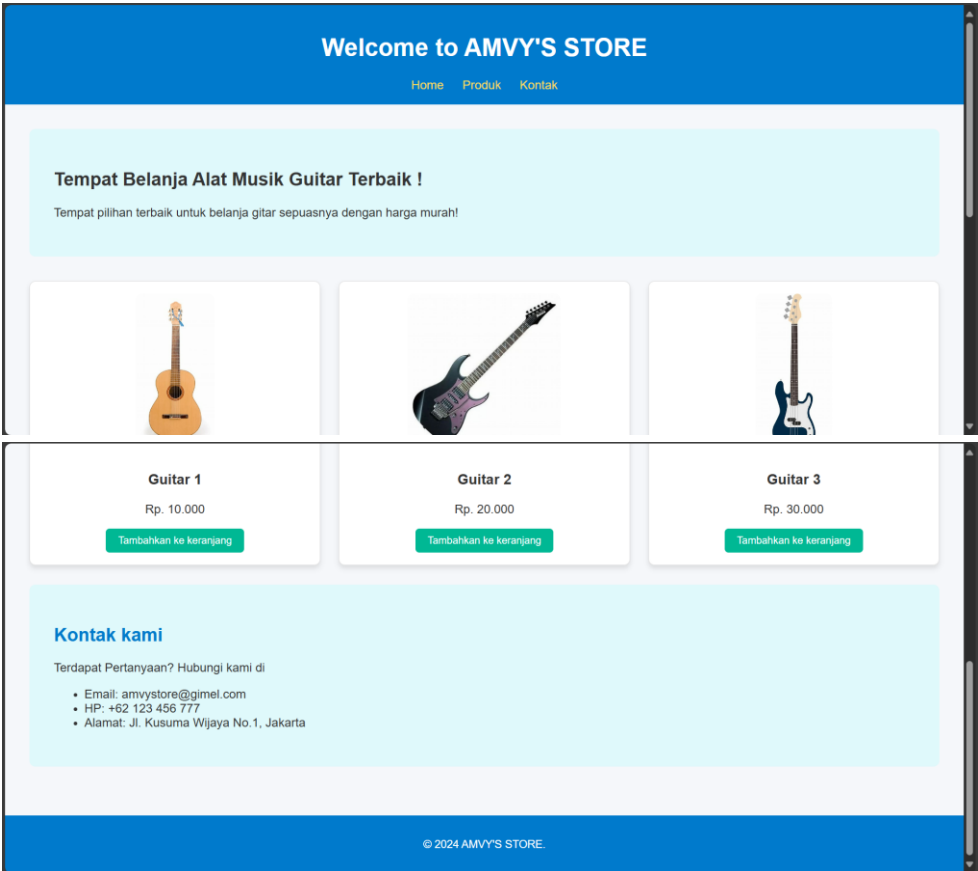 Welcome to AMVY'S STORE
Home Produk Kontak
Tempat Belanja Alat Musik Guitar Terbaik !
Tempat pilihan terbaik untuk belanja gitar sepuasnya dengan harga murah!
Guitar 1
Rp. 10.000
Tambahkan ke keranjang
Guitar 2
Rp. 20.000
Tambahkan ke keranjang
Guitar 3
Rp. 30.000
Tambahkan ke keranjang
Kontak kami
Terdapat Pertanyaan? Hubungi kami di
• Email: amvystore@gimel.com
• HP: +62 123 456 777
• Alamat: Jl. Kusuma Wijaya No.1, Jakarta
© 2024 AMVY'S STORE.